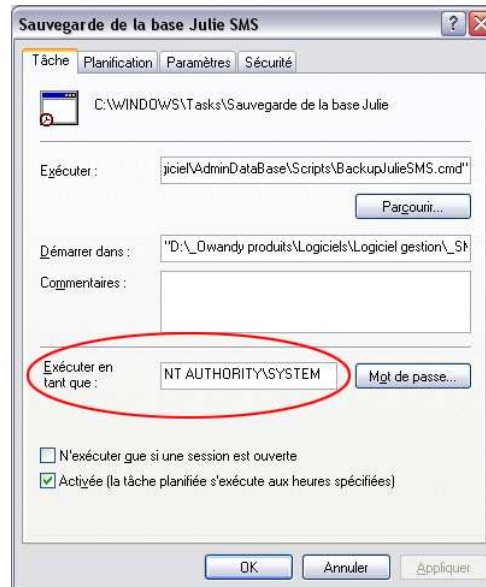 Sauvegarde de la base Julie SMS
Tâche Planification Paramètres Sécurité
C:\WINDOWS\Tasks\Sauvegarde de la base Julie
Exécuter : giciel\AdminDataBase\Scripts\BackupJulieSMS.cmd"
Parcourir...
Démarrer dans : "D:\_Owandy produits\Logiciels\Logiciel gestion\_SM
Commentaires :
Exécuter en
tant que : NT AUTHORITY\SYSTEM Mot de passe...
N'exécuter que si une session est ouverte
Activée (la tâche planifiée s'exécute aux heures spécifiées)
OK Annuler Appliquer